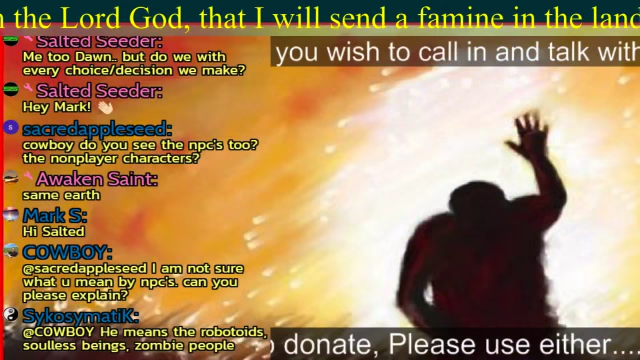 the Lord God, that I will send a famine in the land
you wish to call in and talk with
Salted Seeder:
Me too Dawn.. but do we with
every choice/decision we make?
Salted Seeder:
Hey Mark! 👋🏻
sacredappleseed:
cowboy do you see the npc's too?
the nonplayer characters?
Awaken Saint:
same earth
Mark S:
Hi Salted
COWBOY:
@sacredappleseed I am not sure
what u mean by npc's. can you
please explain?
SykosymatiK:
@COWBOY He means the robotoids,
soulless beings, zombie people
donate, Please use either...